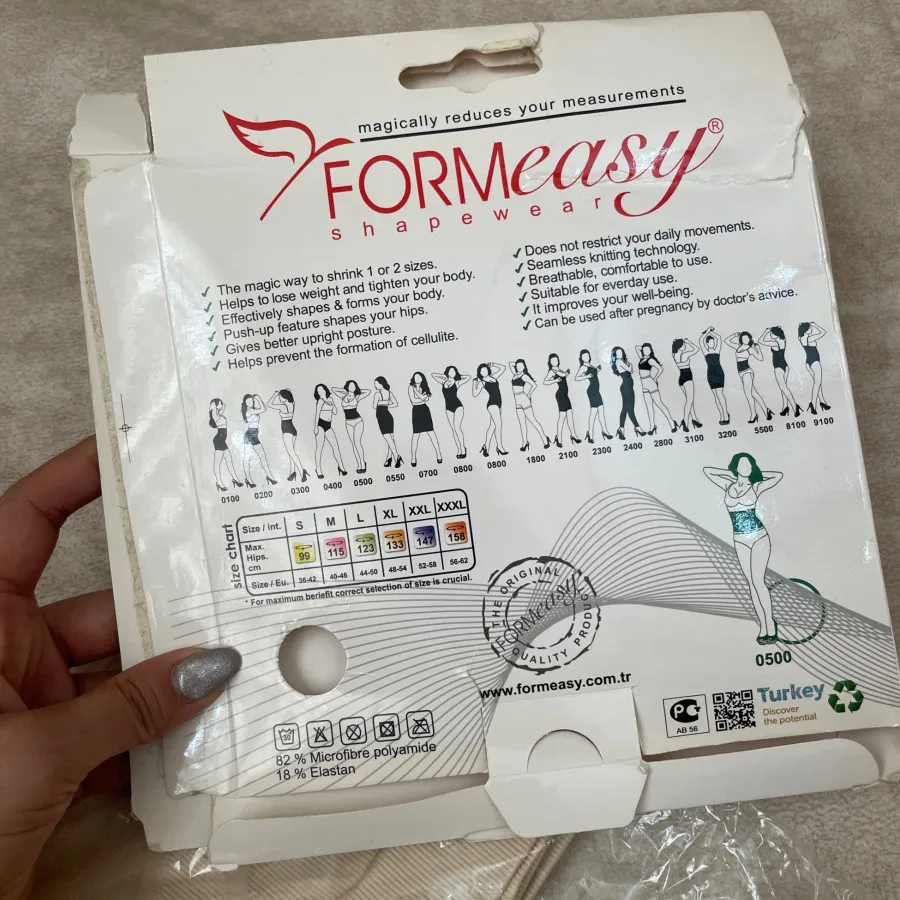 magically reduces your measurements
FORMeasy®
shapewear
✓ The magic way to shrink 1 or 2 sizes.
✓ Helps to lose weight and tighten your body.
✓ Effectively shapes & forms your body.
✓ Push-up feature shapes your hips.
✓ Gives better upright posture.
✓ Helps prevent the formation of cellulite.
✓ Does not restrict your daily movements.
✓ Seamless knitting technology.
✓ Breathable, comfortable to use.
✓ Suitable for everday use.
✓ It improves your well-being.
✓ Can be used after pregnancy by doctor's advice.
0100 0200 0300 0400 0500 0550 0700 0800 0800 1800 2100 2300 2400 2800 3100 3200 5500 8100 9100
size chart
Size / Int. S M L XL XXL XXXL
Max. Hips. cm 99 115 123 133 147 158
Size / Eu. 36-42 40-46 44-50 48-54 52-58 56-62
* For maximum benefit correct selection of size is crucial.
THE ORIGINAL
FORMeasy
QUALITY PRODU
www.formeasy.com.tr
0500
30°
82 % Microfibre polyamide
18 % Elastan
PG
AB 56
Turkey
Discover
the potential